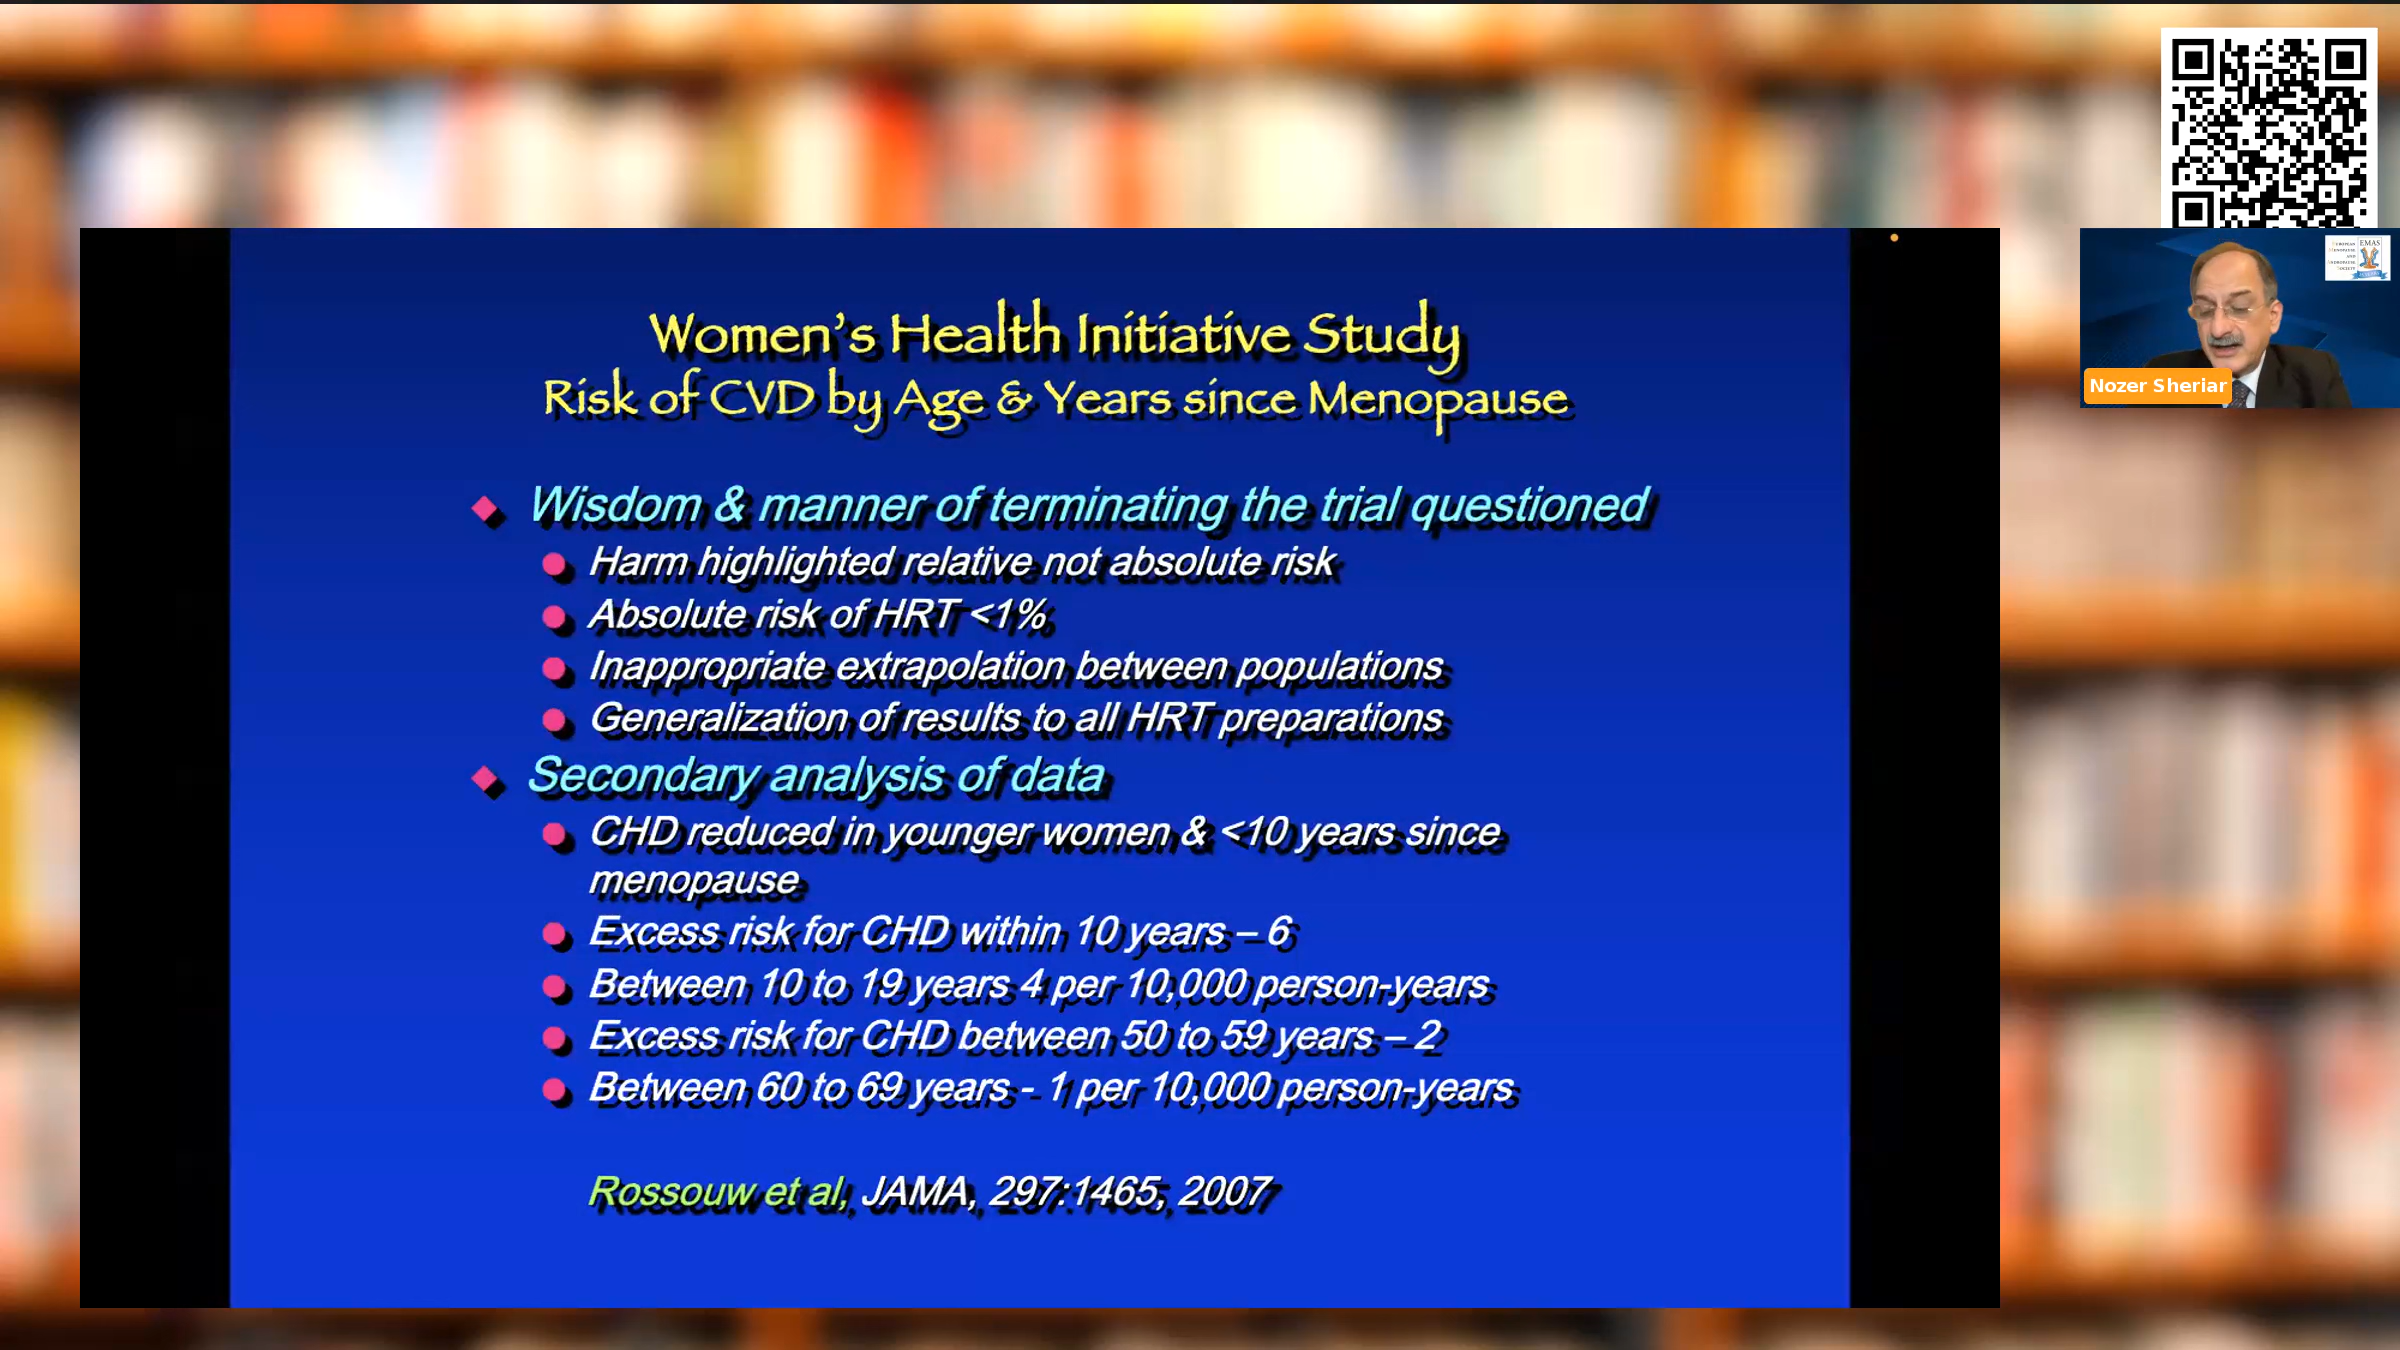 Women's Health Initiative Study
Risk of CVD by Age & Years since Menopause
Wisdom & manner of terminating the trial questioned
Harm highlighted relative not absolute risk
Absolute risk of HRT <1%
Inappropriate extrapolation between populations
Generalization of results to all HRT preparations
Secondary analysis of data
CHD reduced in younger women & <10 years since
menopause
Excess risk for CHD within 10 years – 6
Between 10 to 19 years 4 per 10,000 person-years
Excess risk for CHD between 50 to 59 years – 2
Between 60 to 69 years - 1 per 10,000 person-years
Rossouw et al, JAMA, 297:1465, 2007
EMAS
Nozer Sheriar